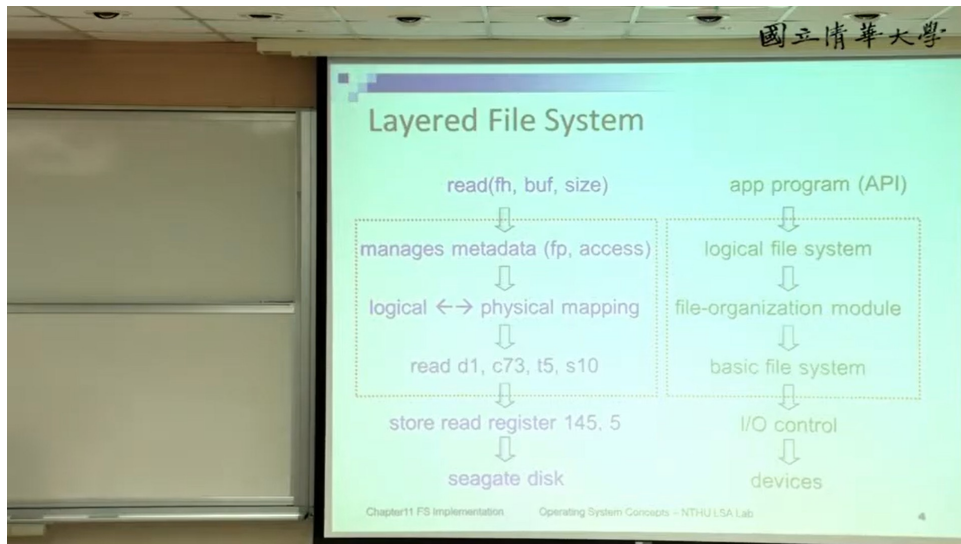 國立清華大學
Layered File System
read(fh, buf, size)
app program (API)
manages metadata (fp, access)
logical file system
logical ←→ physical mapping
file-organization module
read d1, c73, t5, s10
basic file system
store read register 145, 5
I/O control
seagate disk
devices
Chapter11 FS Implementation
Operating System Concepts – NTHU LSA Lab
4